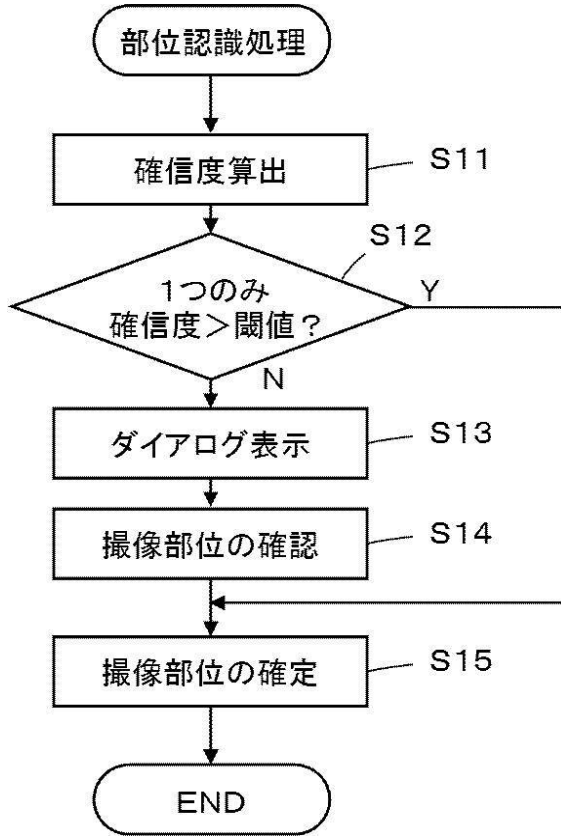 部位認識処理
確信度算出
S11
S12
1つのみ
確信度＞閾値？
Y
N
ダイアログ表示
S13
撮像部位の確認
S14
撮像部位の確定
S15
END